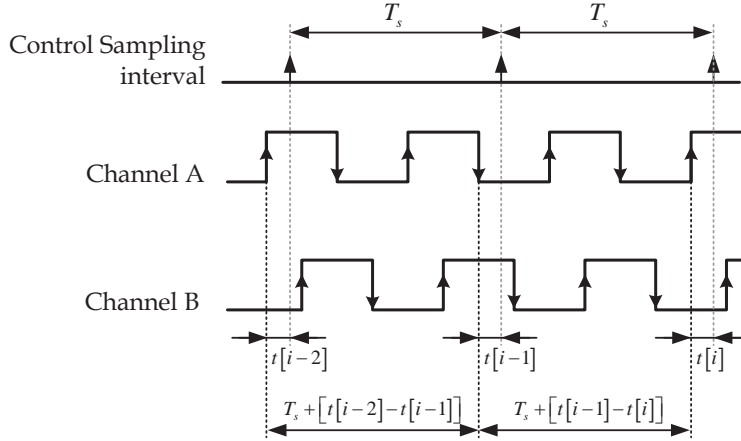 T_s T_s
Control Sampling
interval
Channel A
Channel B
t[i−2] t[i−1] t[i]
T_s+[t[i−2]−t[i−1]] T_s+[t[i−1]−t[i]]